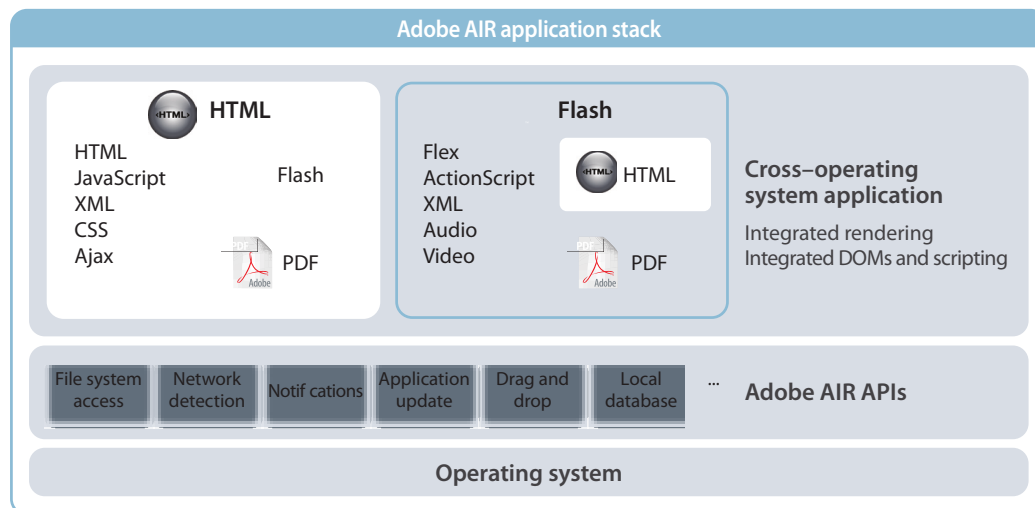 Adobe AIR application stack
<HTML> HTML
HTML
JavaScript
XML
CSS
Ajax
Flash
PDF
Adobe
PDF
Flash
Flex
ActionScript
XML
Audio
Video
<HTML> HTML
PDF
Adobe
PDF
Cross–operating
system application
Integrated rendering
Integrated DOMs and scripting
File system
access
Network
detection
Notif cations
Application
update
Drag and
drop
Local
database
...
Adobe AIR APIs
Operating system